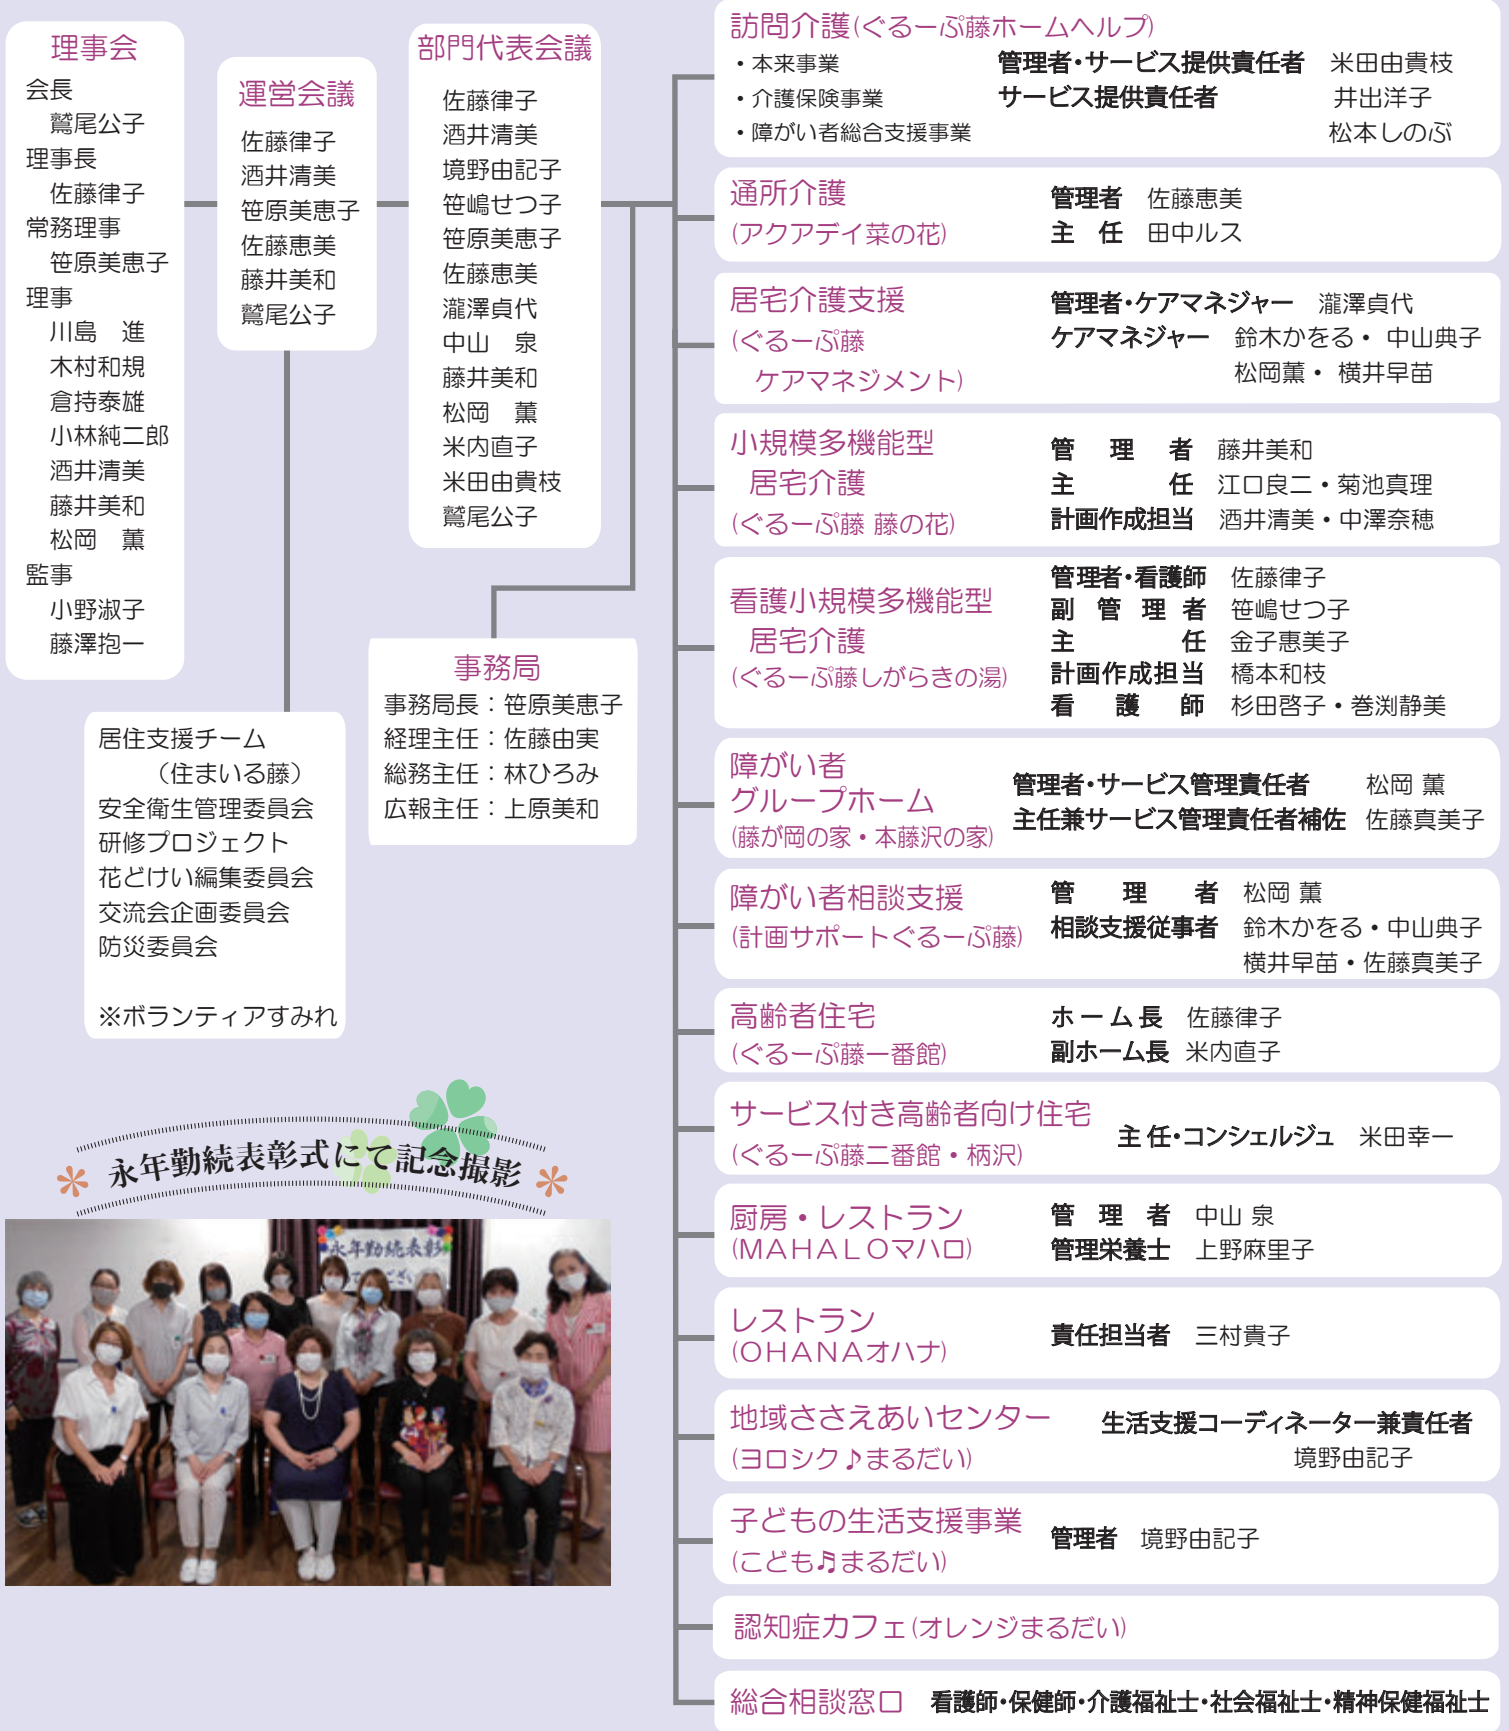 理事会
会長
鷲尾公子
理事長
佐藤律子
常務理事
笹原美恵子
理事
川島　進
木村和規
倉持泰雄
小林純二郎
酒井清美
藤井美和
松岡　薫
監事
小野淑子
藤澤抱一
運営会議
佐藤律子
酒井清美
笹原美恵子
佐藤恵美
藤井美和
鷲尾公子
部門代表会議
佐藤律子
酒井清美
境野由記子
笹嶋せつ子
笹原美恵子
佐藤恵美
瀧澤貞代
中山　泉
藤井美和
松岡　薫
米内直子
米田由貴枝
鷲尾公子
事務局
事務局長：笹原美恵子
経理主任：佐藤由実
総務主任：林ひろみ
広報主任：上原美和
居住支援チーム
（住まいる藤）
安全衛生管理委員会
研修プロジェクト
花どけい編集委員会
交流会企画委員会
防災委員会
※ボランティアすみれ
永年勤続表彰式にて記念撮影
永年勤続表彰
訪問介護(ぐるーぷ藤ホームヘルプ)
・本来事業　管理者・サービス提供責任者　米田由貴枝
・介護保険事業　サービス提供責任者　井出洋子
・障がい者総合支援事業　松本しのぶ
通所介護　管理者　佐藤恵美
(アクアデイ菜の花)　主　任　田中ルス
居宅介護支援　管理者・ケアマネジャー　瀧澤貞代
(ぐるーぷ藤　ケアマネジャー　鈴木かをる・ 中山典子
ケアマネジメント)　松岡薫・ 横井早苗
小規模多機能型　管　理　者　藤井美和
居宅介護　主　任　江口良二・菊池真理
(ぐるーぷ藤 藤の花)　計画作成担当　酒井清美・中澤奈穂
看護小規模多機能型
居宅介護
(ぐるーぷ藤しがらきの湯)
管理者・看護師　佐藤律子
副 管 理 者　笹嶋せつ子
主　任　金子惠美子
計画作成担当　橋本和枝
看　護　師　杉田啓子・巻渕静美
障がい者
グループホーム
(藤が岡の家・本藤沢の家)
管理者・サービス管理責任者　松岡 薫
主任兼サービス管理責任者補佐　佐藤真美子
障がい者相談支援
(計画サポートぐるーぷ藤)
管　理　者　松岡 薫
相談支援従事者　鈴木かをる・中山典子
横井早苗・佐藤真美子
高齢者住宅　ホーム長　佐藤律子
(ぐるーぷ藤一番館)　副ホーム長　米内直子
サービス付き高齢者向け住宅
(ぐるーぷ藤二番館・柄沢)
主 任・コンシェルジュ　米田幸一
厨房・レストラン　管　理　者　中山 泉
(ＭＡＨＡＬＯマハロ)　管理栄養士　上野麻里子
レストラン
(ＯＨＡＮＡオハナ)
責任担当者　三村貴子
地域ささえあいセンター　生活支援コーディネーター兼責任者
(ヨロシク♪まるだい)　境野由記子
子どもの生活支援事業
(こども♬まるだい)
管理者　境野由記子
認知症カフェ(オレンジまるだい)
総合相談窓口　看護師・保健師・介護福祉士・社会福祉士・精神保健福祉士